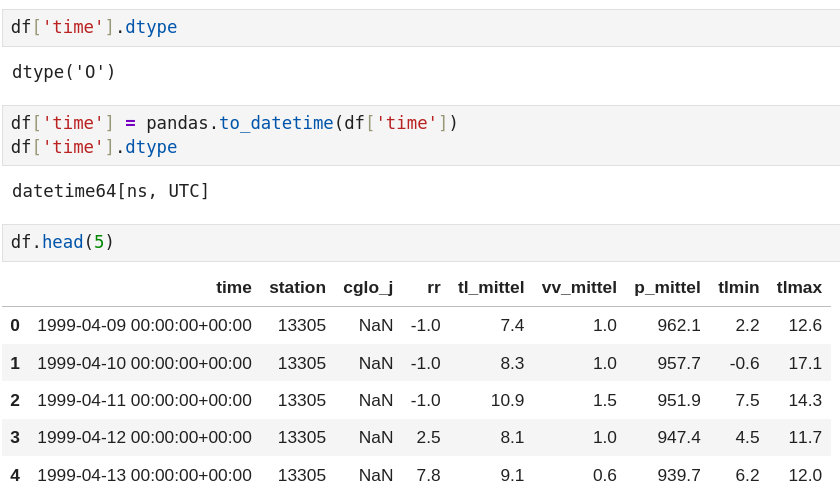 df['time'].dtype
dtype('O')
df['time'] = pandas.to_datetime(df['time'])
df['time'].dtype
datetime64[ns, UTC]
df.head(5)
time station cglo_j rr tl_mittel vv_mittel p_mittel tlmin tlmax
0 1999-04-09 00:00:00+00:00 13305 NaN -1.0 7.4 1.0 962.1 2.2 12.6
1 1999-04-10 00:00:00+00:00 13305 NaN -1.0 8.3 1.0 957.7 -0.6 17.1
2 1999-04-11 00:00:00+00:00 13305 NaN -1.0 10.9 1.5 951.9 7.5 14.3
3 1999-04-12 00:00:00+00:00 13305 NaN 2.5 8.1 1.0 947.4 4.5 11.7
4 1999-04-13 00:00:00+00:00 13305 NaN 7.8 9.1 0.6 939.7 6.2 12.0